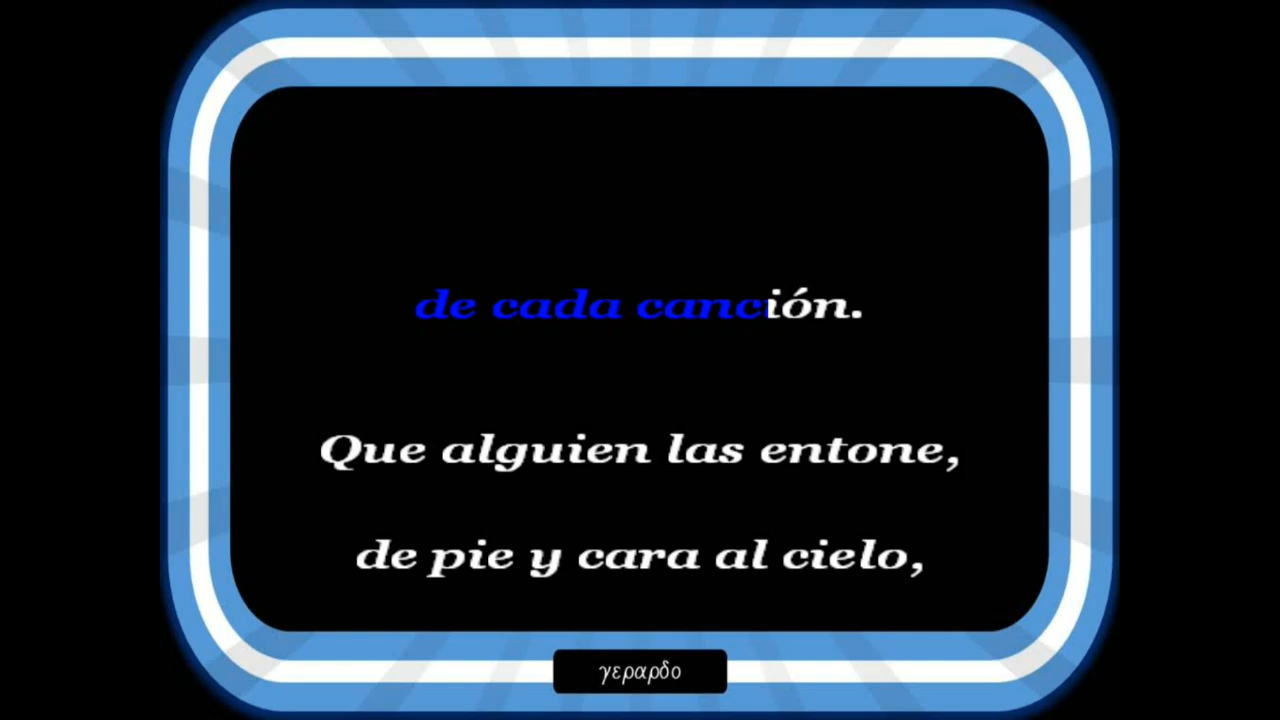 de cada canción.
Que alguien las entone,
de pie y cara al cielo,
γεραρδο